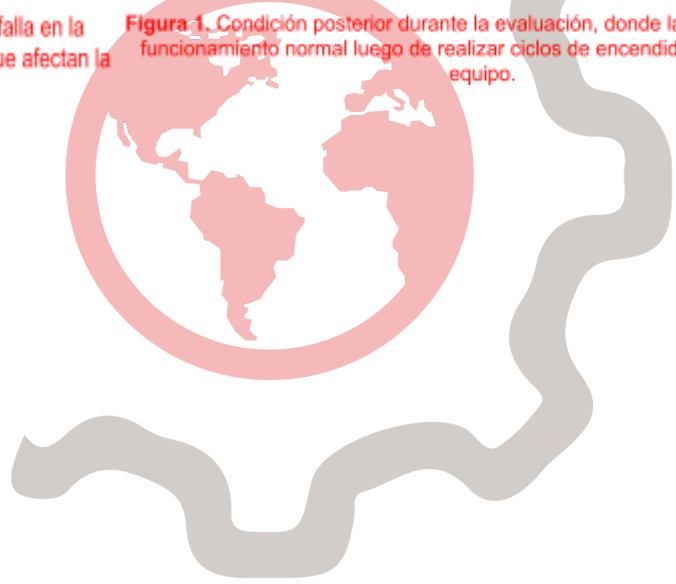 falla en la
ue afectan la
Figura 1. Condición posterior durante la evaluación, donde la
funcionamiento normal luego de realizar ciclos de encendid
equipo.